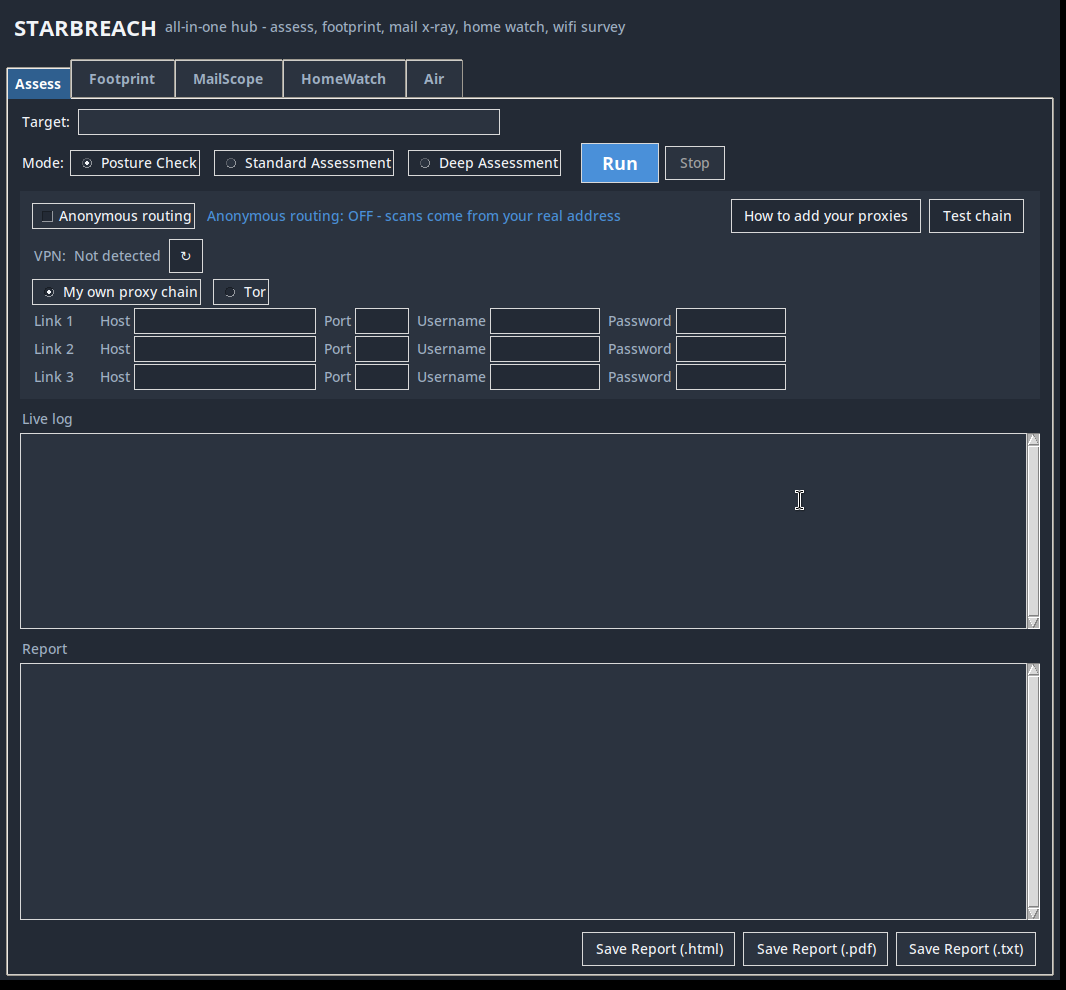 STARBREACH all-in-one hub - assess, footprint, mail x-ray, home watch, wifi survey
Assess Footprint MailScope HomeWatch Air
Target:
Mode: Posture Check Standard Assessment Deep Assessment Run Stop
Anonymous routing Anonymous routing: OFF - scans come from your real address How to add your proxies Test chain
VPN: Not detected ↻
My own proxy chain Tor
Link 1 Host Port Username Password
Link 2 Host Port Username Password
Link 3 Host Port Username Password
Live log
Report
Save Report (.html) Save Report (.pdf) Save Report (.txt)